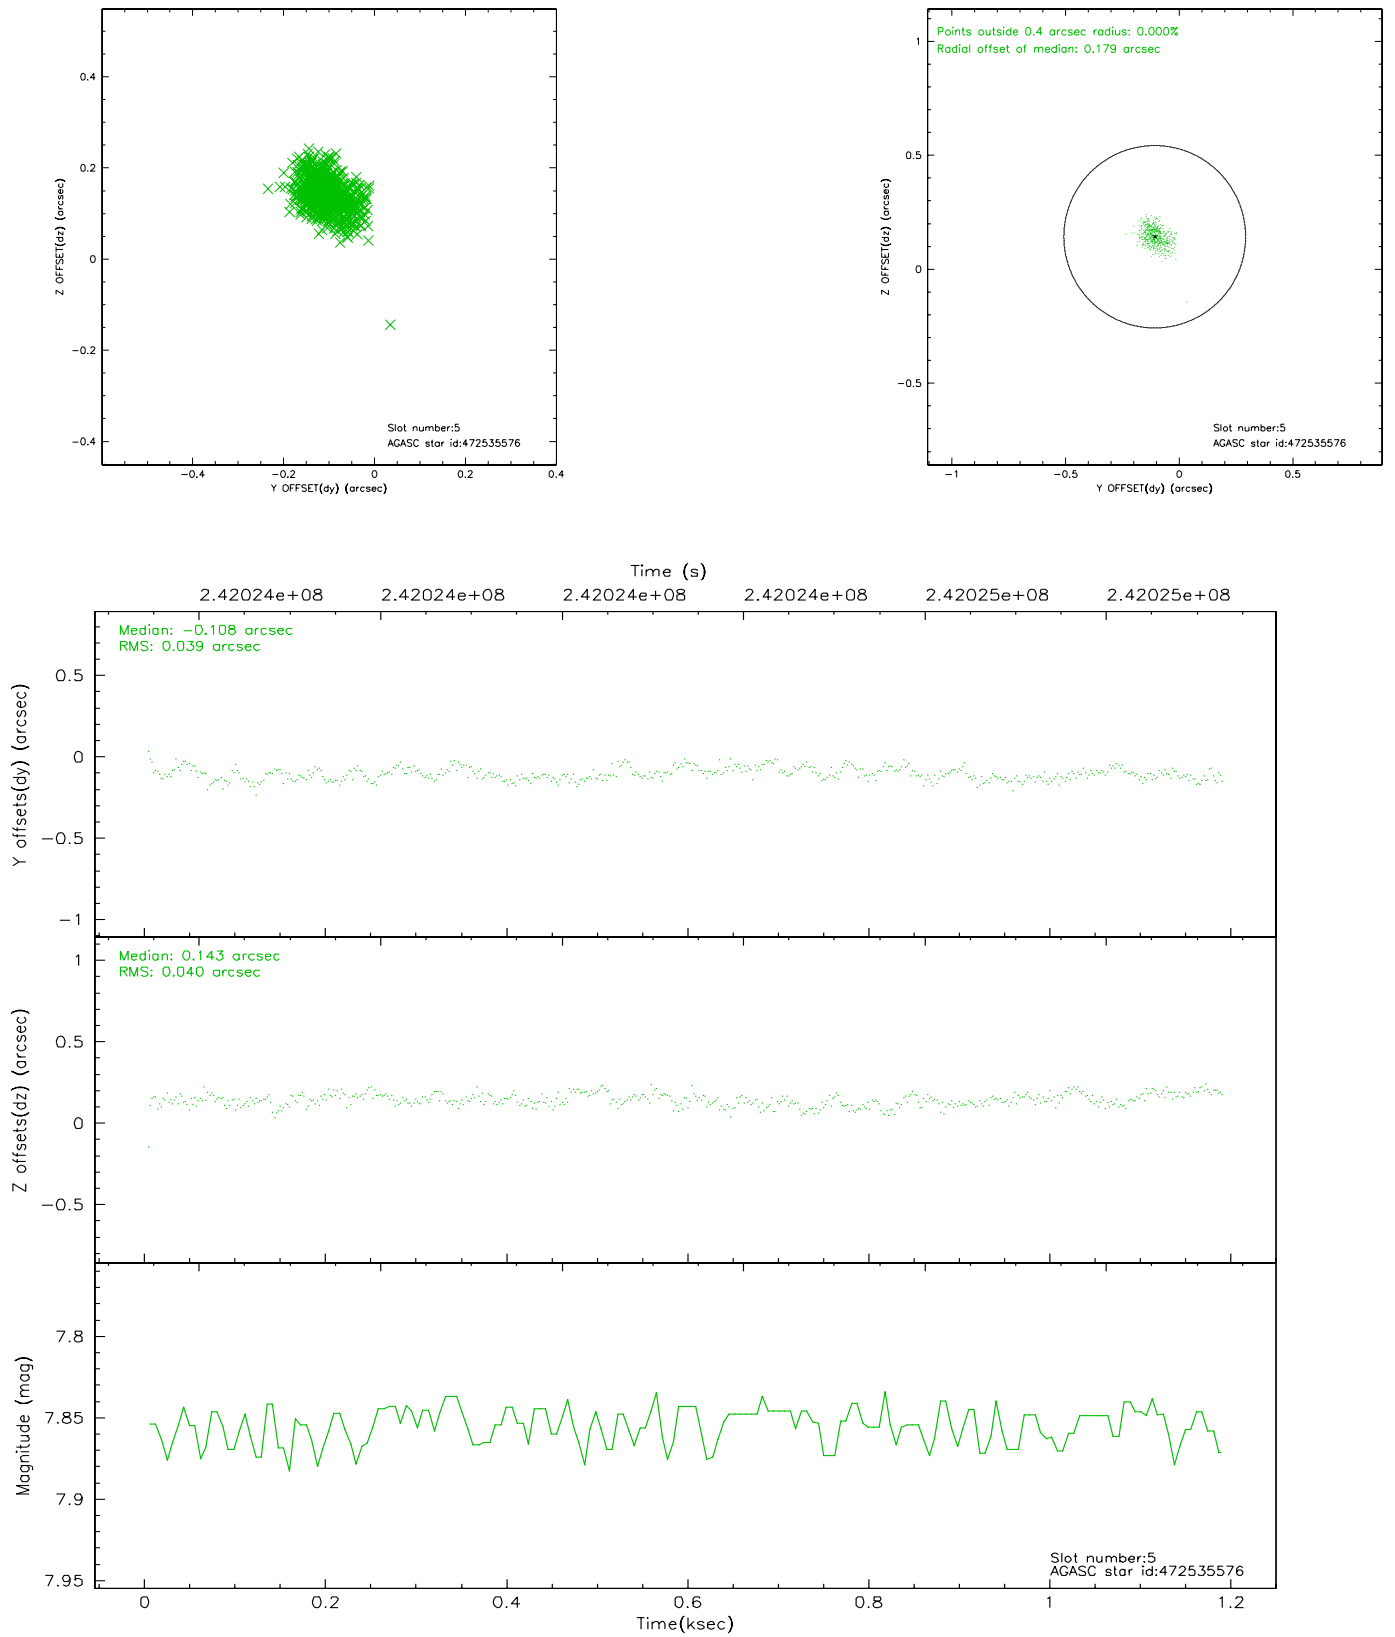 0.4
0.2
0
−0.2
−0.4
Z OFFSET(dz) (arcsec)
Slot number:5
AGASC star id:472535576
−0.4 −0.2 0 0.2 0.4
Y OFFSET(dy) (arcsec)
Points outside 0.4 arcsec radius: 0.000%
Radial offset of median: 0.179 arcsec
1
0.5
0
−0.5
Z OFFSET(dz) (arcsec)
Slot number:5
AGASC star id:472535576
−1 −0.5 0 0.5
Y OFFSET(dy) (arcsec)
Time (s)
2.42024e+08 2.42024e+08 2.42024e+08 2.42024e+08 2.42025e+08 2.42025e+08
Median: −0.108 arcsec
RMS: 0.039 arcsec
0.5
0
−0.5
−1
Y offsets(dy) (arcsec)
Median: 0.143 arcsec
RMS: 0.040 arcsec
1
0.5
0
−0.5
Z offsets(dz) (arcsec)
7.8
7.85
7.9
7.95
Magnitude (mag)
Slot number:5
AGASC star id:472535576
0 0.2 0.4 0.6 0.8 1 1.2
Time(ksec)